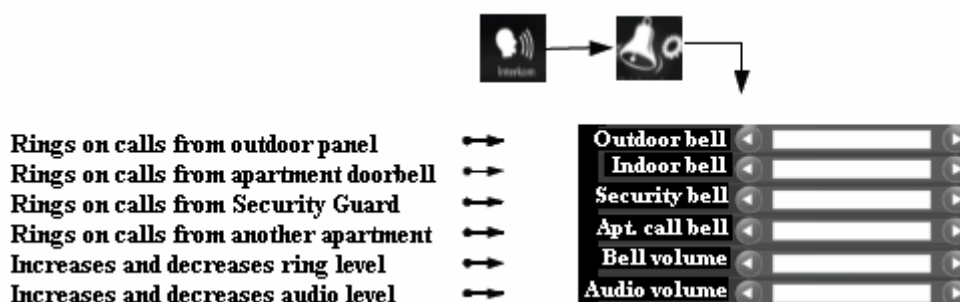 Interkom
Rings on calls from outdoor panel Outdoor bell
Rings on calls from apartment doorbell Indoor bell
Rings on calls from Security Guard Security bell
Rings on calls from another apartment Apt. call bell
Increases and decreases ring level Bell volume
Increases and decreases audio level Audio volume